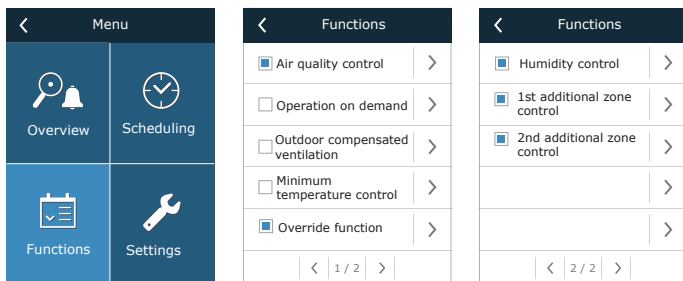 Menu
Overview
Scheduling
Functions
Settings
Functions
Air quality control
Operation on demand
Outdoor compensated
ventilation
Minimum
temperature control
Override function
1 / 2
Functions
Humidity control
1st additional zone
control
2nd additional zone
control
2 / 2